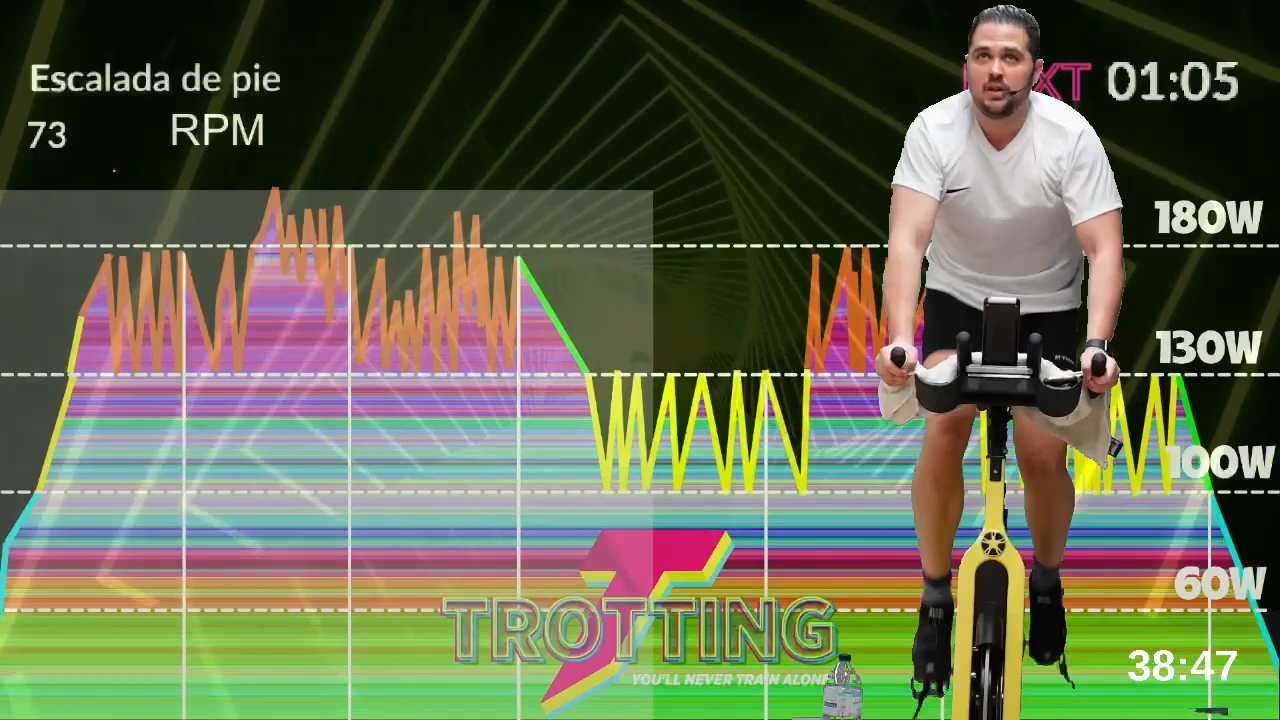 Escalada de pie
73 RPM
NEXT 01:05
180W
130W
100W
60W
TROTTING
YOU'LL NEVER TRAIN ALONE
38:47